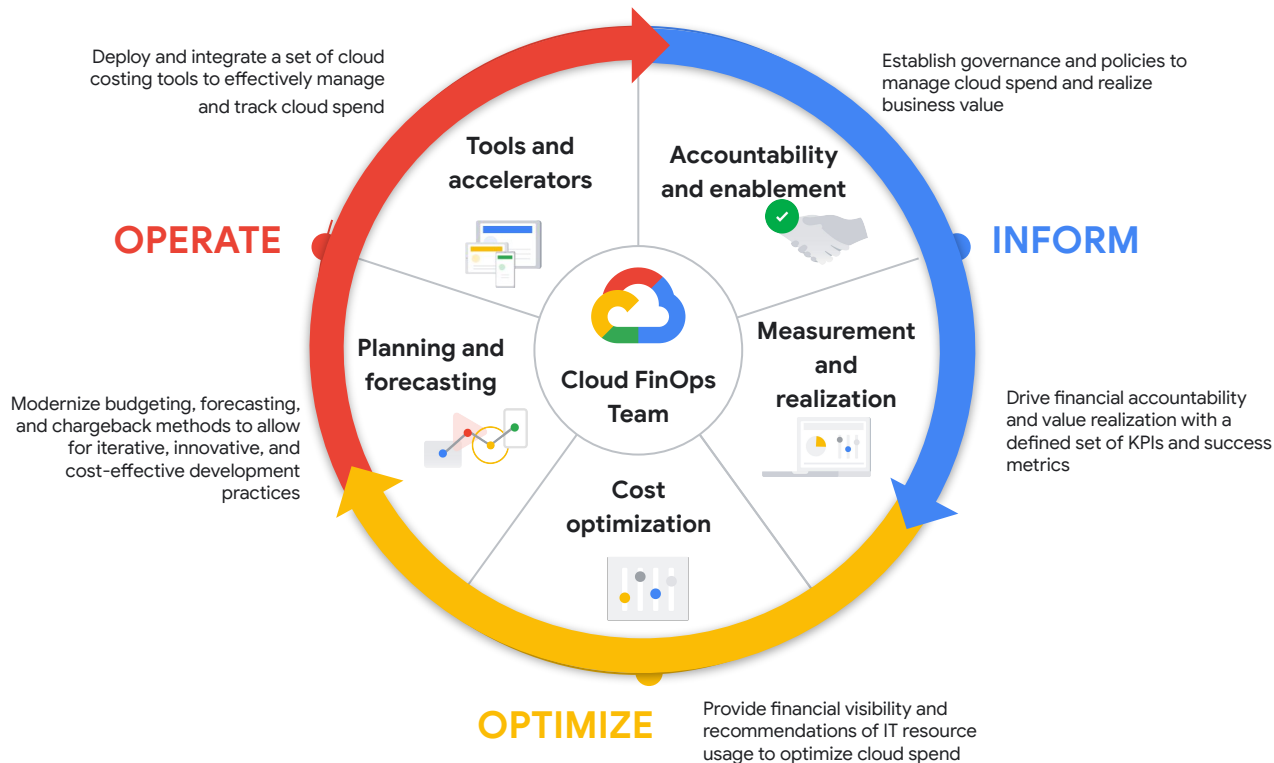 Deploy and integrate a set of cloud
costing tools to effectively manage
and track cloud spend
Establish governance and policies to
manage cloud spend and realize
business value
Tools and
accelerators
Accountability
and enablement
OPERATE
INFORM
Planning and
forecasting
Cloud FinOps
Team
Measurement
and
realization
Modernize budgeting, forecasting,
and chargeback methods to allow
for iterative, innovative, and
cost-effective development
practices
Drive financial accountability
and value realization with a
defined set of KPIs and success
metrics
Cost
optimization
OPTIMIZE
Provide financial visibility and
recommendations of IT resource
usage to optimize cloud spend